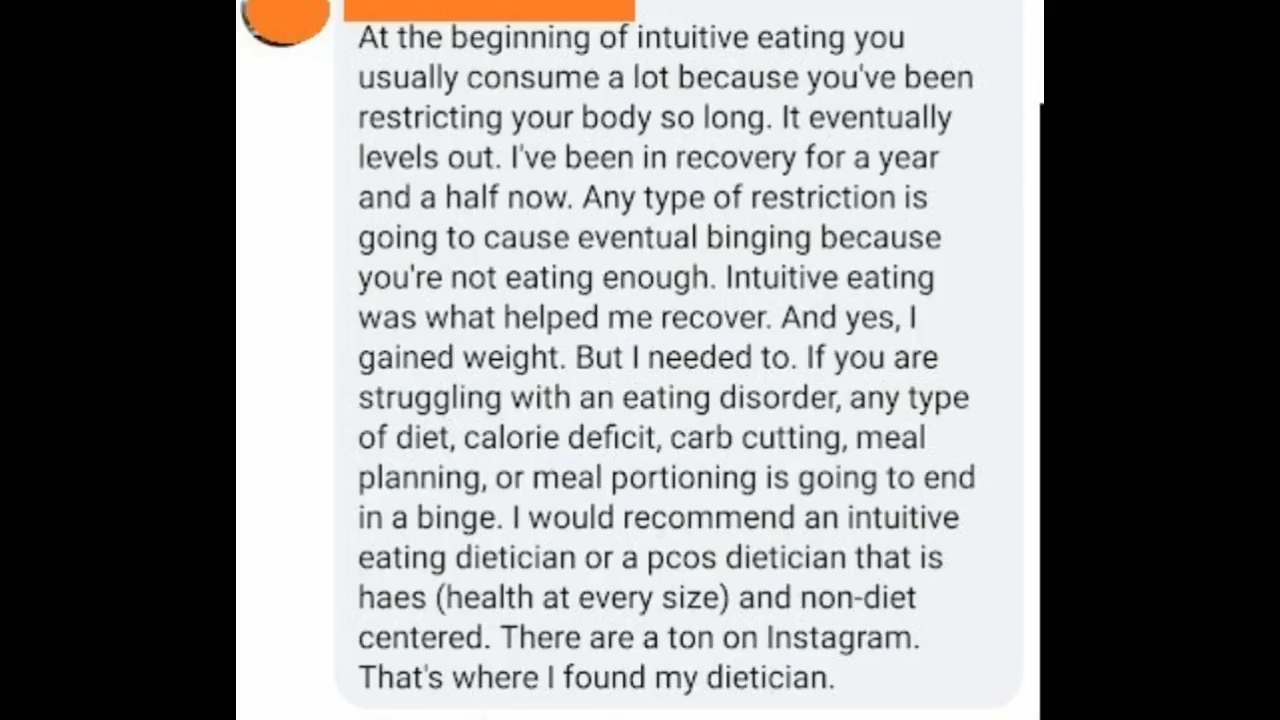 At the beginning of intuitive eating you
usually consume a lot because you've been
restricting your body so long. It eventually
levels out. I've been in recovery for a year
and a half now. Any type of restriction is
going to cause eventual binging because
you're not eating enough. Intuitive eating
was what helped me recover. And yes, I
gained weight. But I needed to. If you are
struggling with an eating disorder, any type
of diet, calorie deficit, carb cutting, meal
planning, or meal portioning is going to end
in a binge. I would recommend an intuitive
eating dietician or a pcos dietician that is
haes (health at every size) and non-diet
centered. There are a ton on Instagram.
That's where I found my dietician.